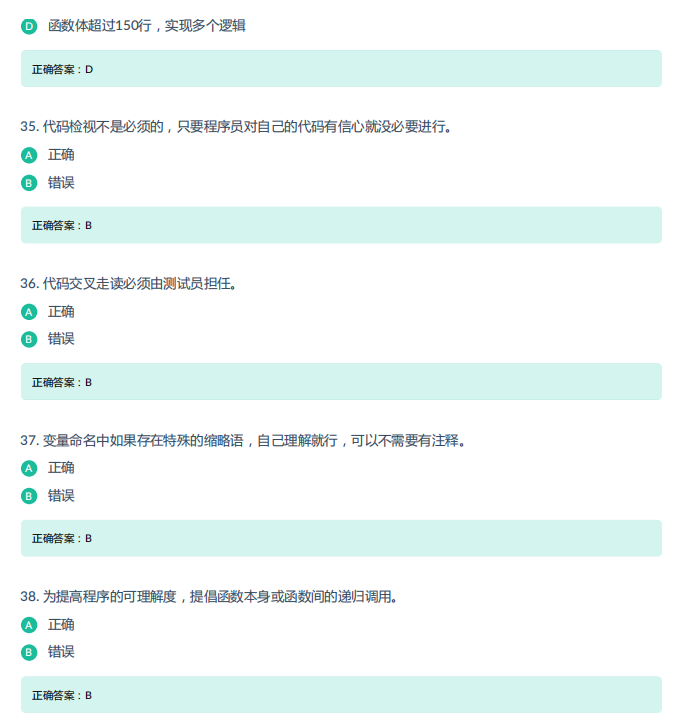 D 函数体超过150行，实现多个逻辑
正确答案：D
35. 代码检视不是必须的，只要程序员对自己的代码有信心就没必要进行。
A 正确
B 错误
正确答案：B
36. 代码交叉走读必须由测试员担任。
A 正确
B 错误
正确答案：B
37. 变量命名中如果存在特殊的缩略语，自己理解就行，可以不需要有注释。
A 正确
B 错误
正确答案：B
38. 为提高程序的可理解度，提倡函数本身或函数间的递归调用。
A 正确
B 错误
正确答案：B